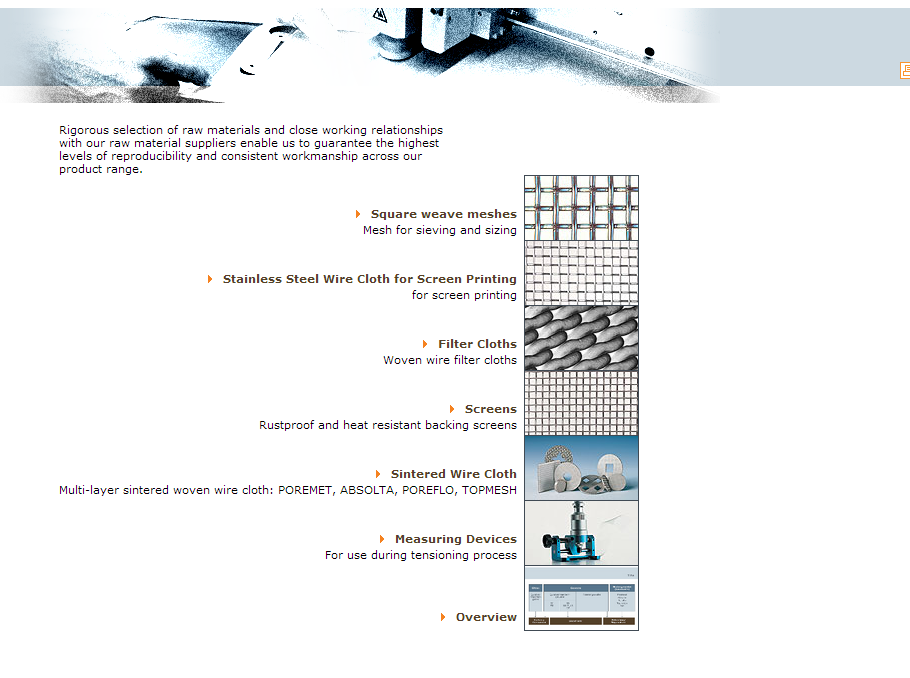 Rigorous selection of raw materials and close working relationships
with our raw material suppliers enable us to guarantee the highest
levels of reproducibility and consistent workmanship across our
product range.
Square weave meshes
Mesh for sieving and sizing
Stainless Steel Wire Cloth for Screen Printing
for screen printing
Filter Cloths
Woven wire filter cloths
Screens
Rustproof and heat resistant backing screens
Sintered Wire Cloth
Multi-layer sintered woven wire cloth: POREMET, ABSOLTA, POREFLO, TOPMESH
Measuring Devices
For use during tensioning process
Overview